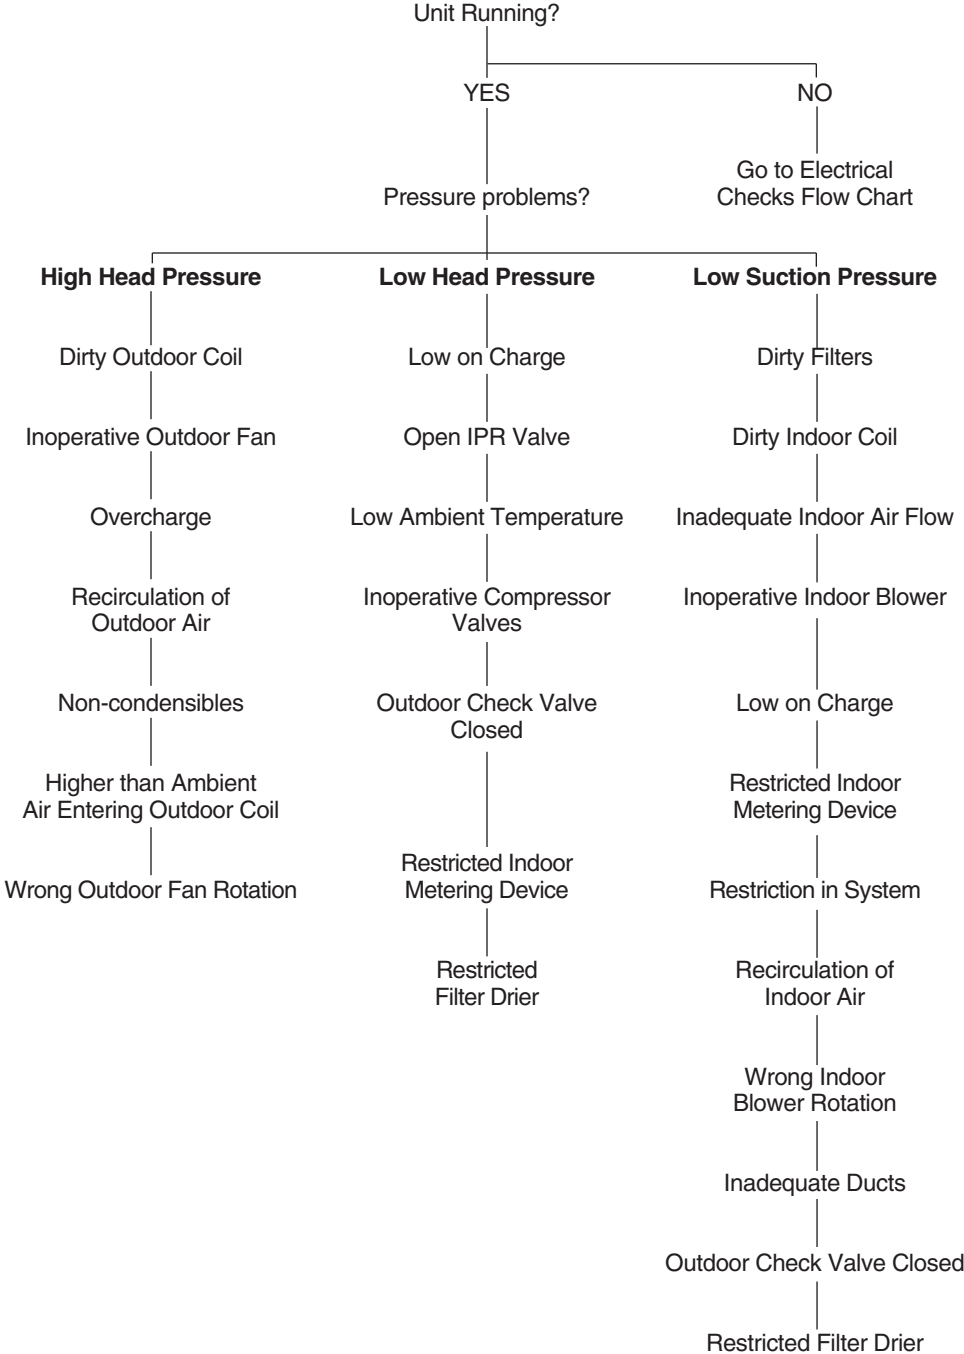 Unit Running?
YES
NO
Go to Electrical
Checks Flow Chart
Pressure problems?
High Head Pressure
Dirty Outdoor Coil
Inoperative Outdoor Fan
Overcharge
Recirculation of
Outdoor Air
Non-condensibles
Higher than Ambient
Air Entering Outdoor Coil
Wrong Outdoor Fan Rotation
Low Head Pressure
Low on Charge
Open IPR Valve
Low Ambient Temperature
Inoperative Compressor
Valves
Outdoor Check Valve
Closed
Restricted Indoor
Metering Device
Restricted
Filter Drier
Low Suction Pressure
Dirty Filters
Dirty Indoor Coil
Inadequate Indoor Air Flow
Inoperative Indoor Blower
Low on Charge
Restricted Indoor
Metering Device
Restriction in System
Recirculation of
Indoor Air
Wrong Indoor
Blower Rotation
Inadequate Ducts
Outdoor Check Valve Closed
Restricted Filter Drier